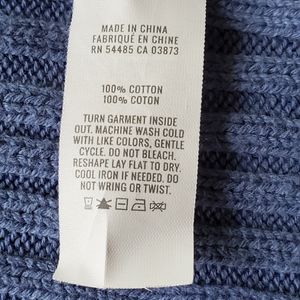 MADE IN CHINA
FABRIQUÉ EN CHINE
RN 54485 CA 03873
100% COTTON
100% COTON
TURN GARMENT INSIDE
OUT. MACHINE WASH COLD
WITH LIKE COLORS, GENTLE
CYCLE. DO NOT BLEACH.
RESHAPE LAY FLAT TO DRY.
COOL IRON IF NEEDED. DO
NOT WRING OR TWIST.